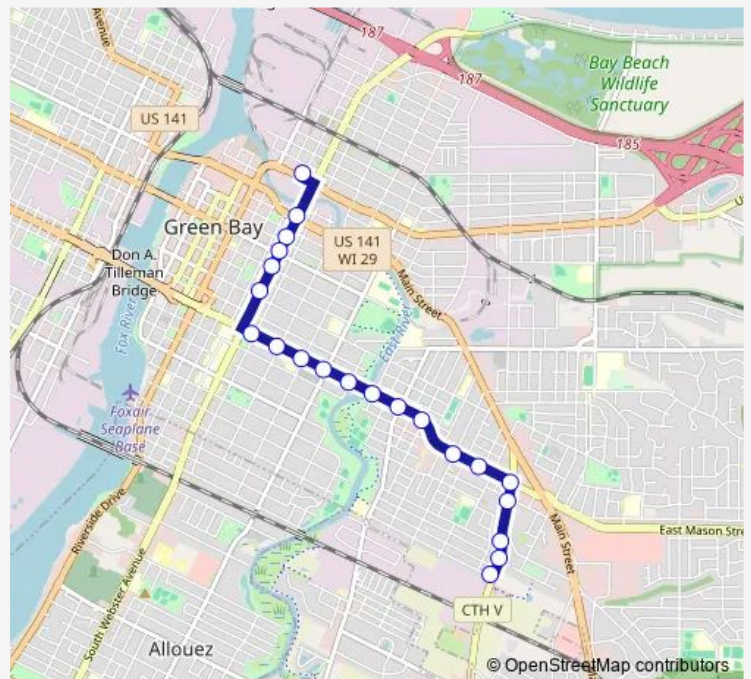 Avenue
187
187
Bay Beach
Wildlife
Sanctuary
US 141
185
Green Bay
US 141
WI 29
Don A.
Tilleman
Bridge
Main Street
Fox River
East River
Foxair
Seaplane
Base
Riverside Drive
Main Street
East Mason Stre
South Webster Avenue
CTH V
Allouez
© OpenStreetMap contributors